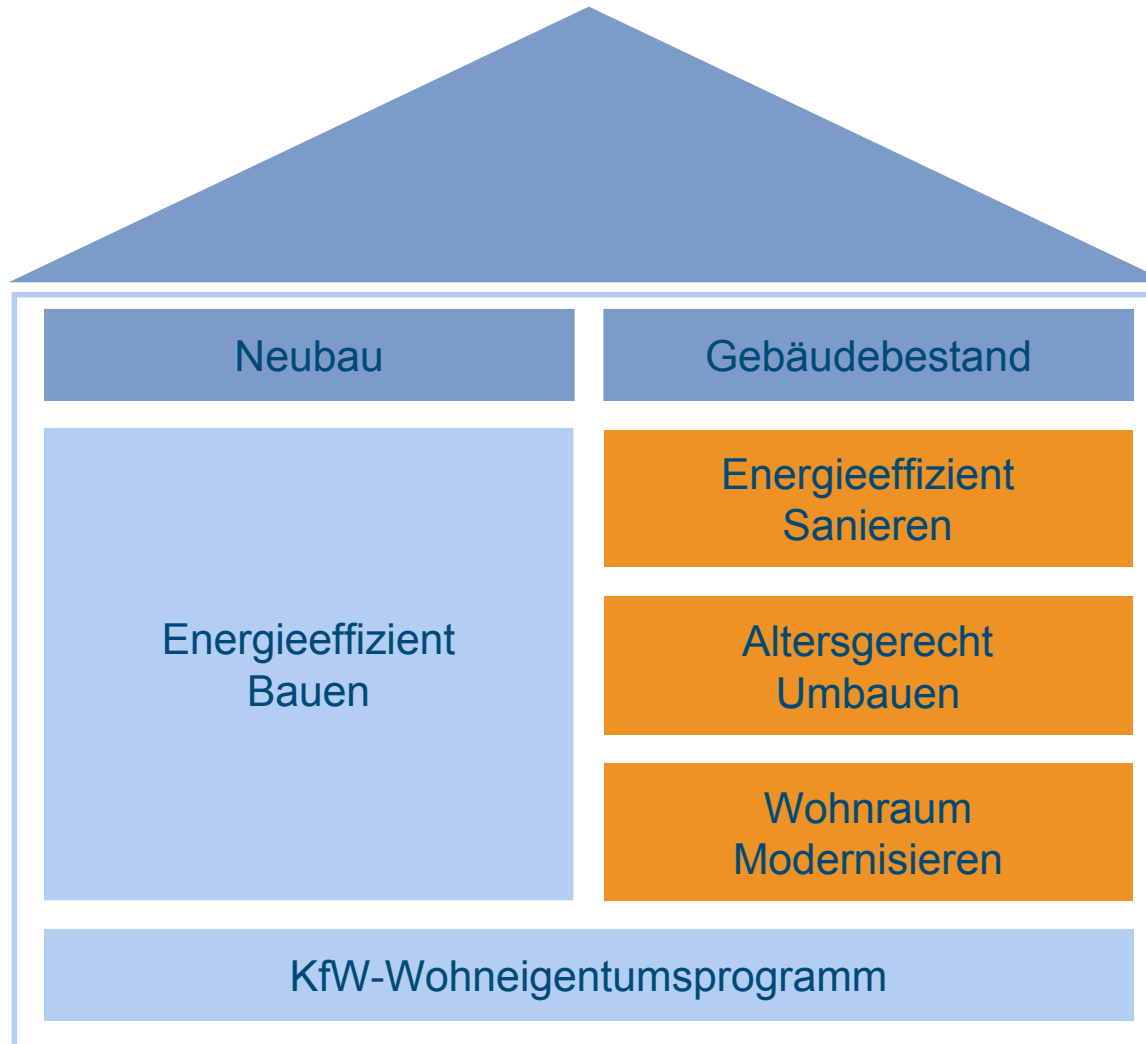 Neubau
Gebäudebestand
Energieeffizient
Bauen
Energieeffizient
Sanieren
Altersgerecht
Umbauen
Wohnraum
Modernisieren
KfW-Wohneigentumsprogramm